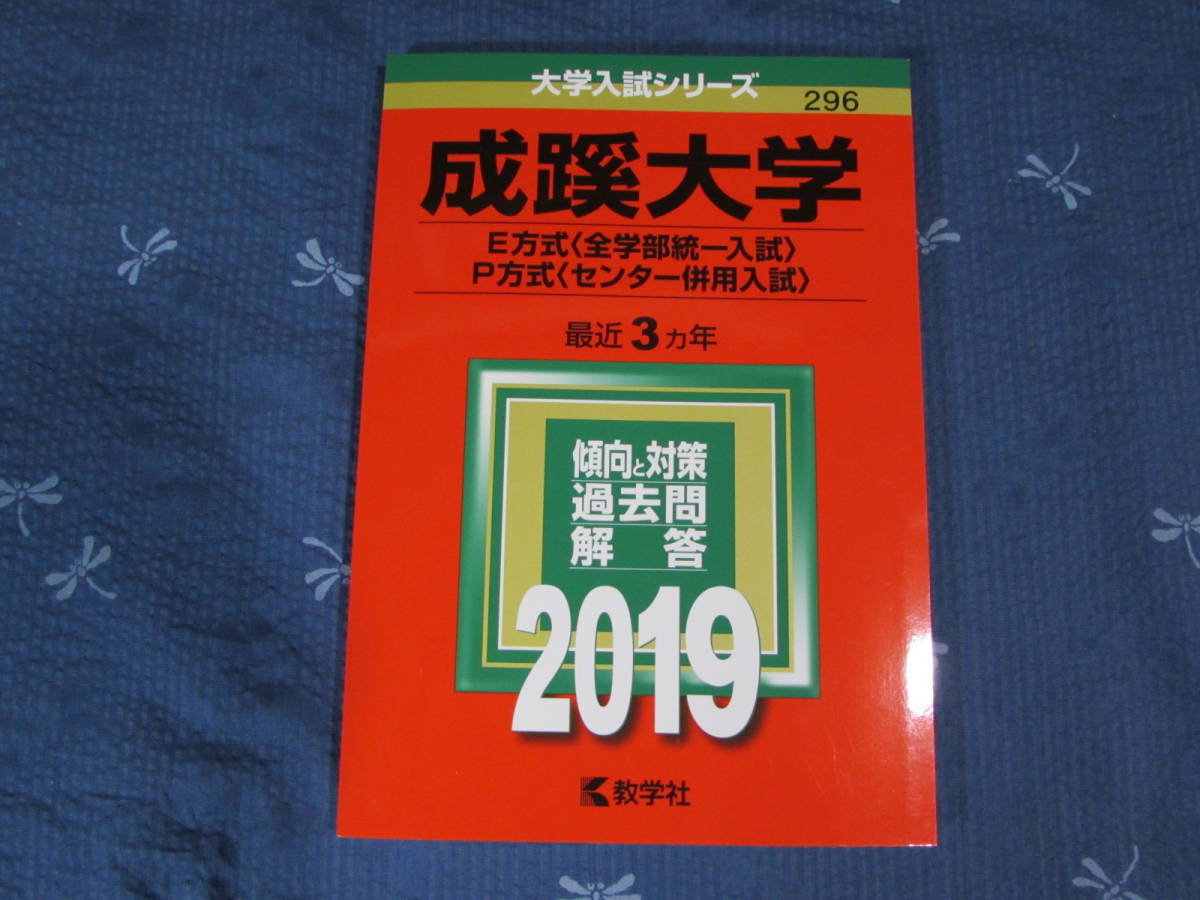 大学入試シリーズ
296
成蹊大学
E方式〈全学部統一入試〉
P方式〈センター併用入試〉
最近3ヵ年
傾向と対策
過去問
解答
2019
教学社